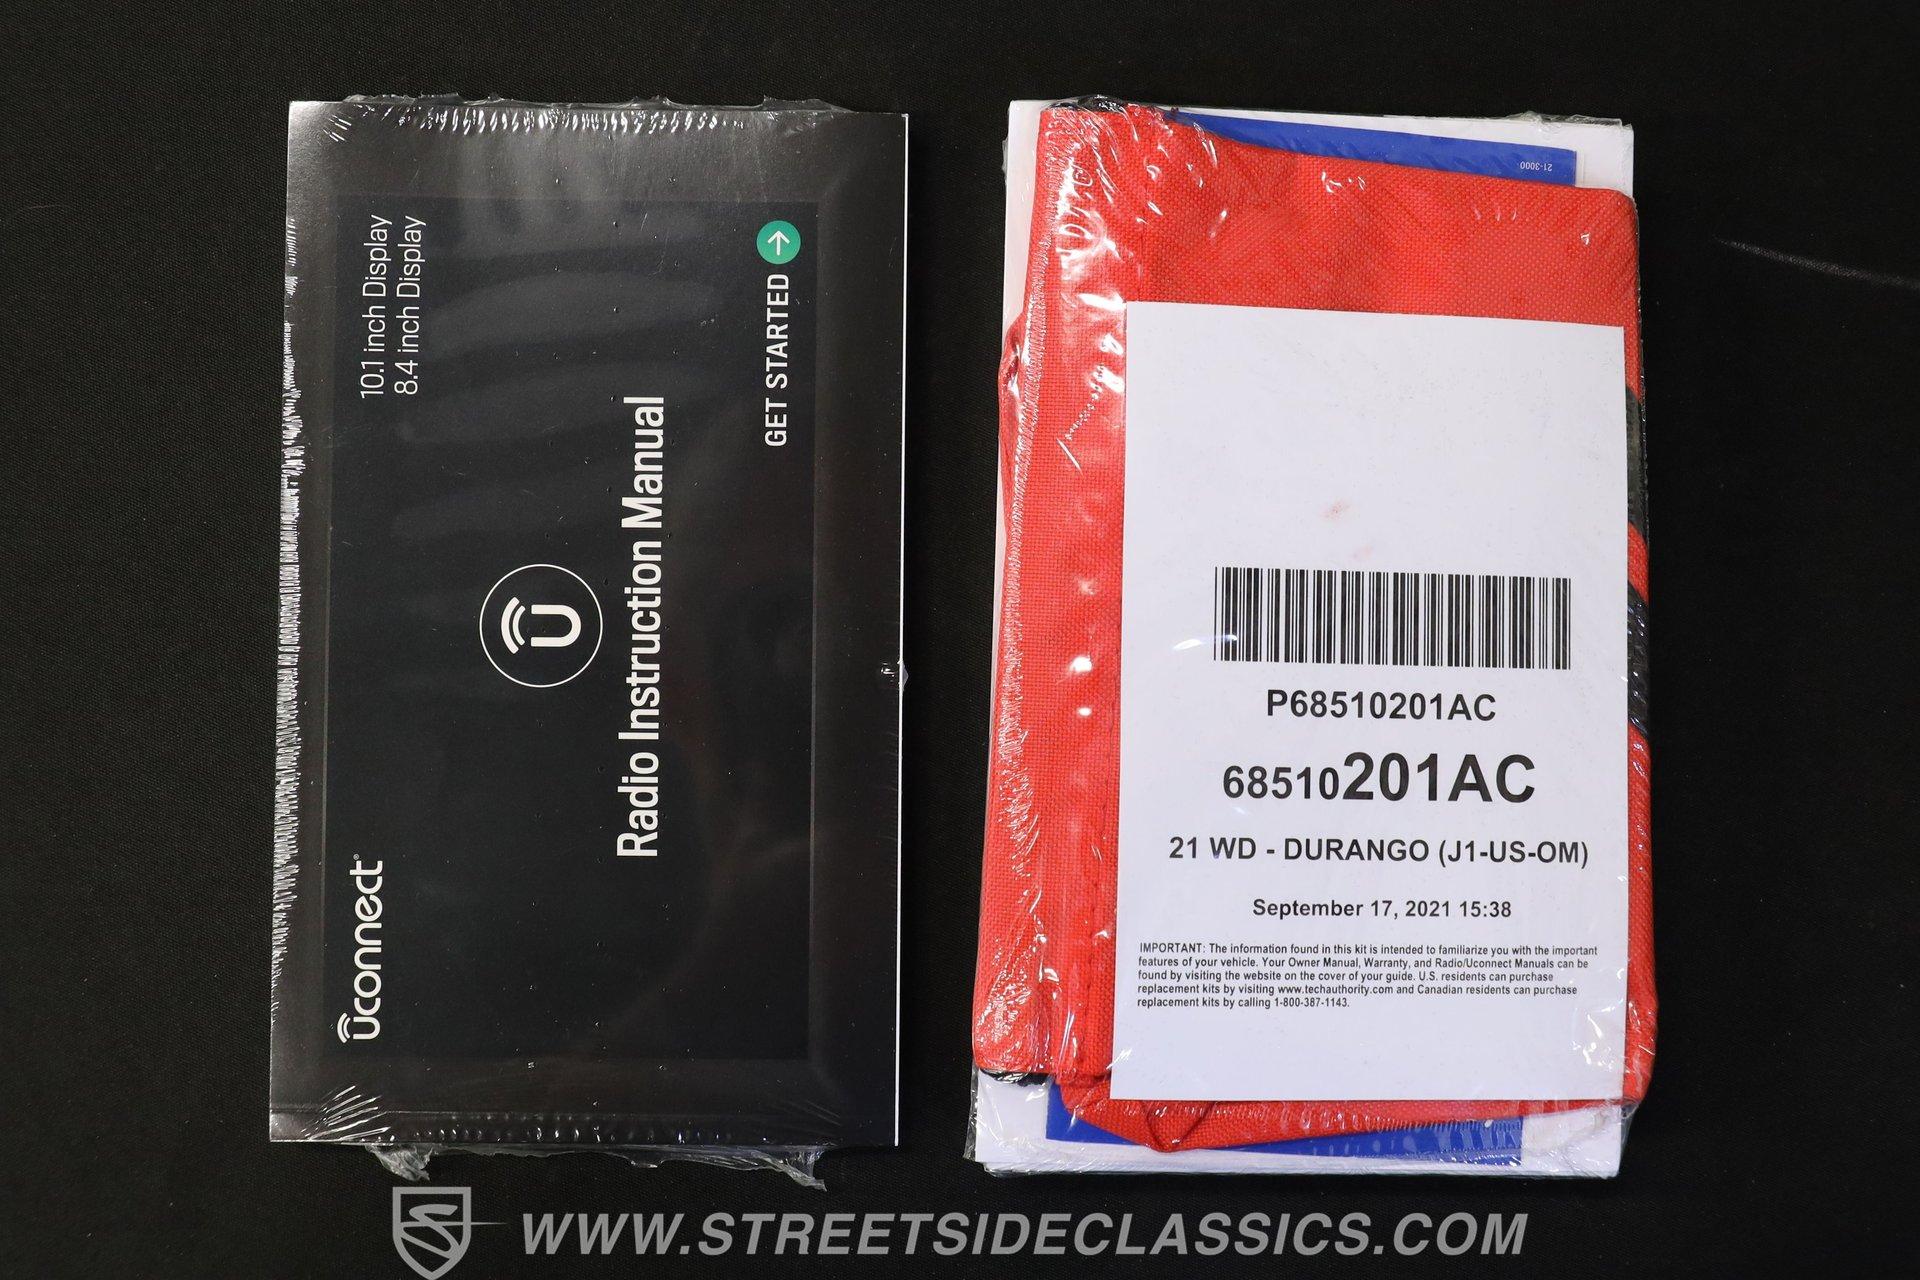 uconnect®
10.1 inch Display
8.4 inch Display
U
Radio Instruction Manual
GET STARTED
21-3000
P68510201AC
68510201AC
21 WD - DURANGO (J1-US-OM)
September 17, 2021 15:38
IMPORTANT: The information found in this kit is intended to familiarize you with the important
features of your vehicle. Your Owner Manual, Warranty, and Radio/Uconnect Manuals can be
found by visiting the website on the cover of your guide. U.S. residents can purchase
replacement kits by visiting www.techauthority.com and Canadian residents can purchase
replacement kits by calling 1-800-387-1143.
WWW.STREETSIDECLASSICS.COM